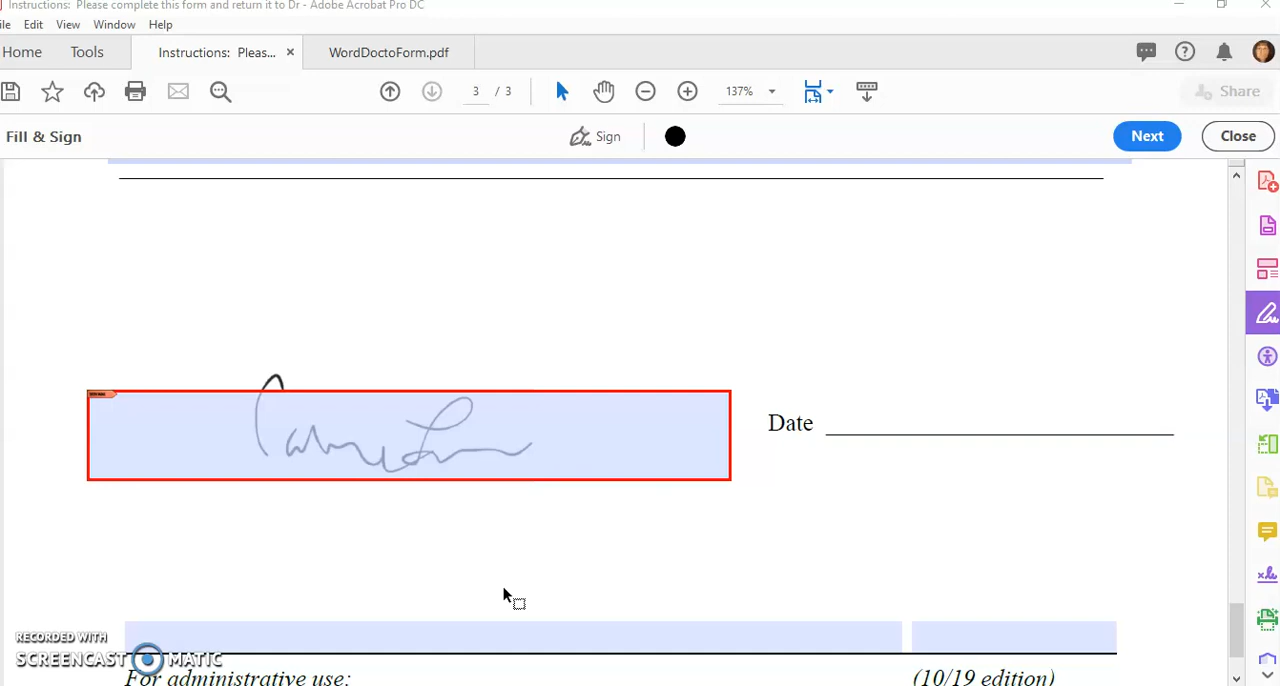 Instructions: Please complete this form and return it to Dr - Adobe Acrobat Pro DC
ile Edit View Window Help
Home Tools Instructions: Pleas... × WordDoctoForm.pdf
3 / 3 137% Share
Fill & Sign Sign Next Close
Date
RECORDED WITH
SCREENCAST MATIC
For administrative use: (10/19 edition)